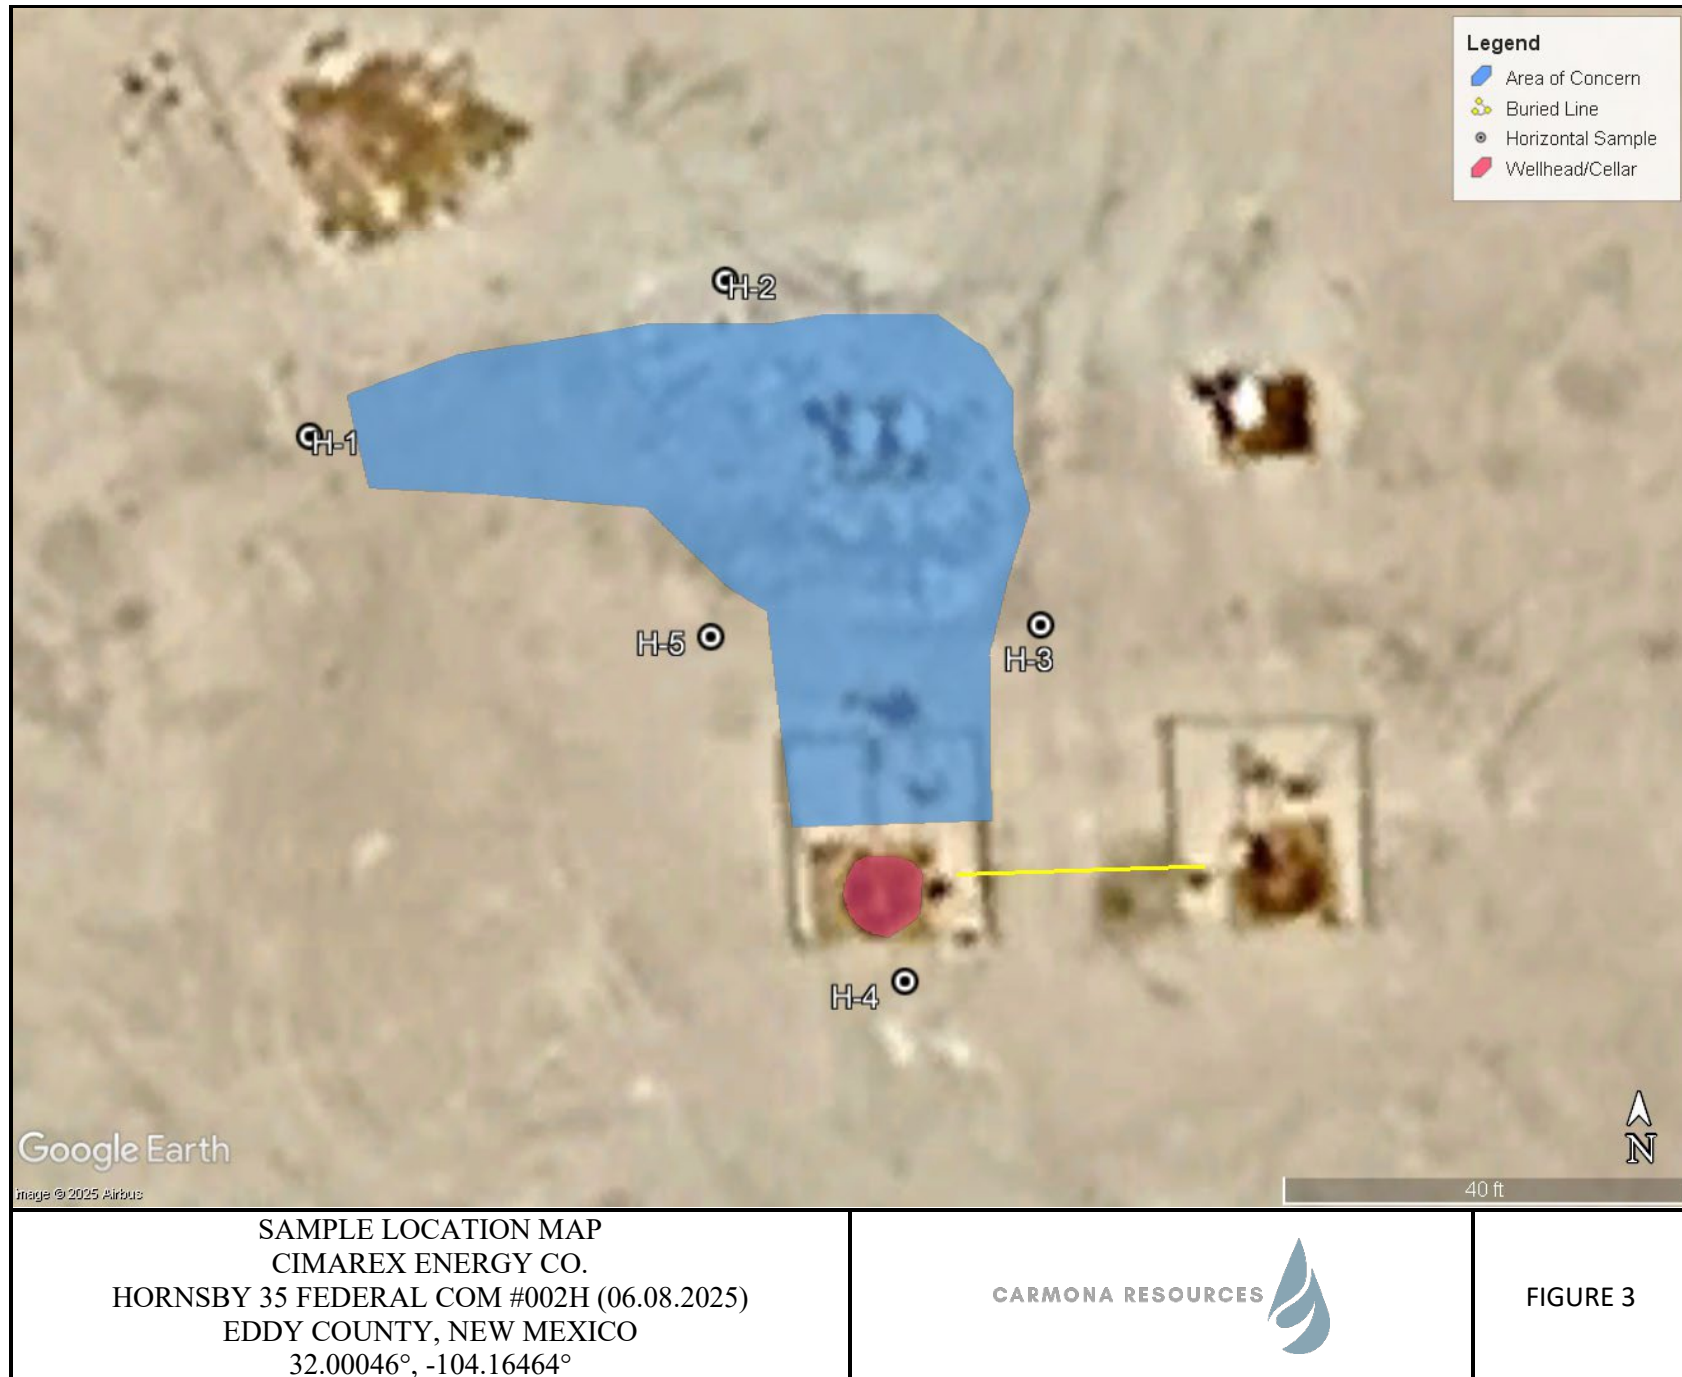 Legend
Area of Concern
Buried Line
Horizontal Sample
Wellhead/Cellar
H-2
H-1
H-5
H-3
H-4
Google Earth
Image © 2025 Airbus
N
40 ft
SAMPLE LOCATION MAP
CIMAREX ENERGY CO.
HORNSBY 35 FEDERAL COM #002H (06.08.2025)
EDDY COUNTY, NEW MEXICO
32.00046°, -104.16464°
CARMONA RESOURCES
FIGURE 3